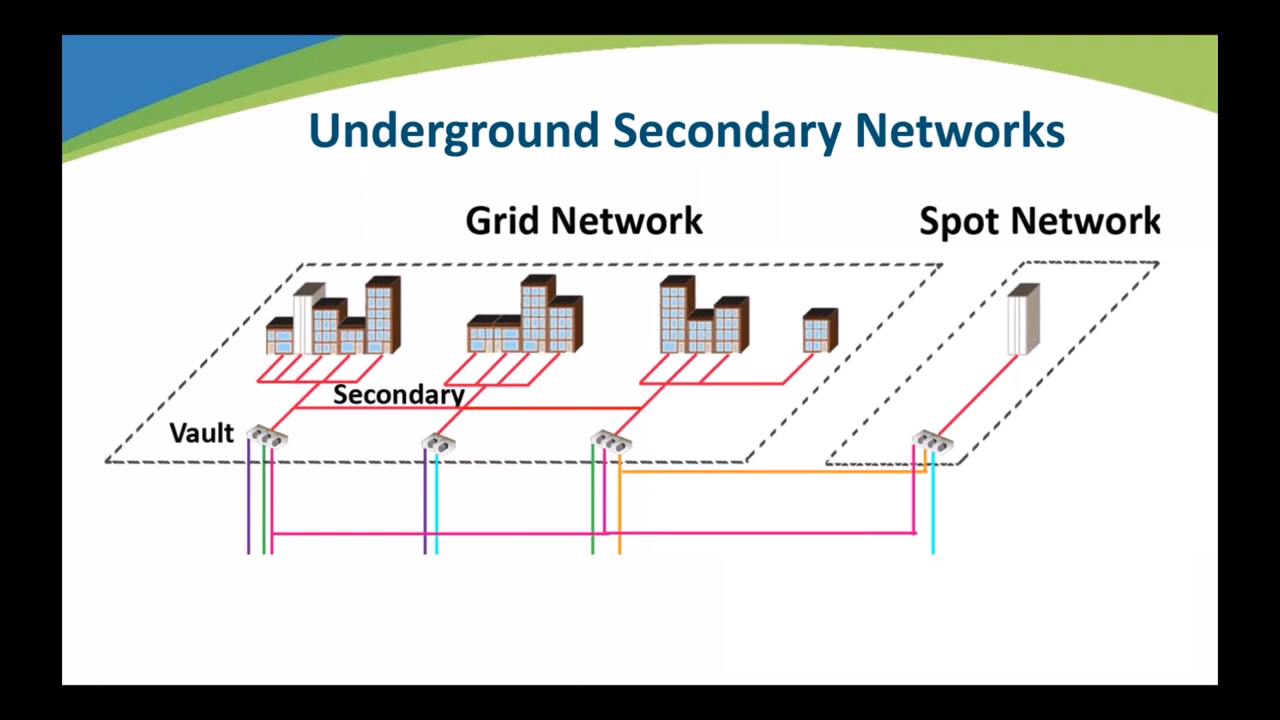 Underground Secondary Networks
Grid Network
Spot Network
Secondary
Vault